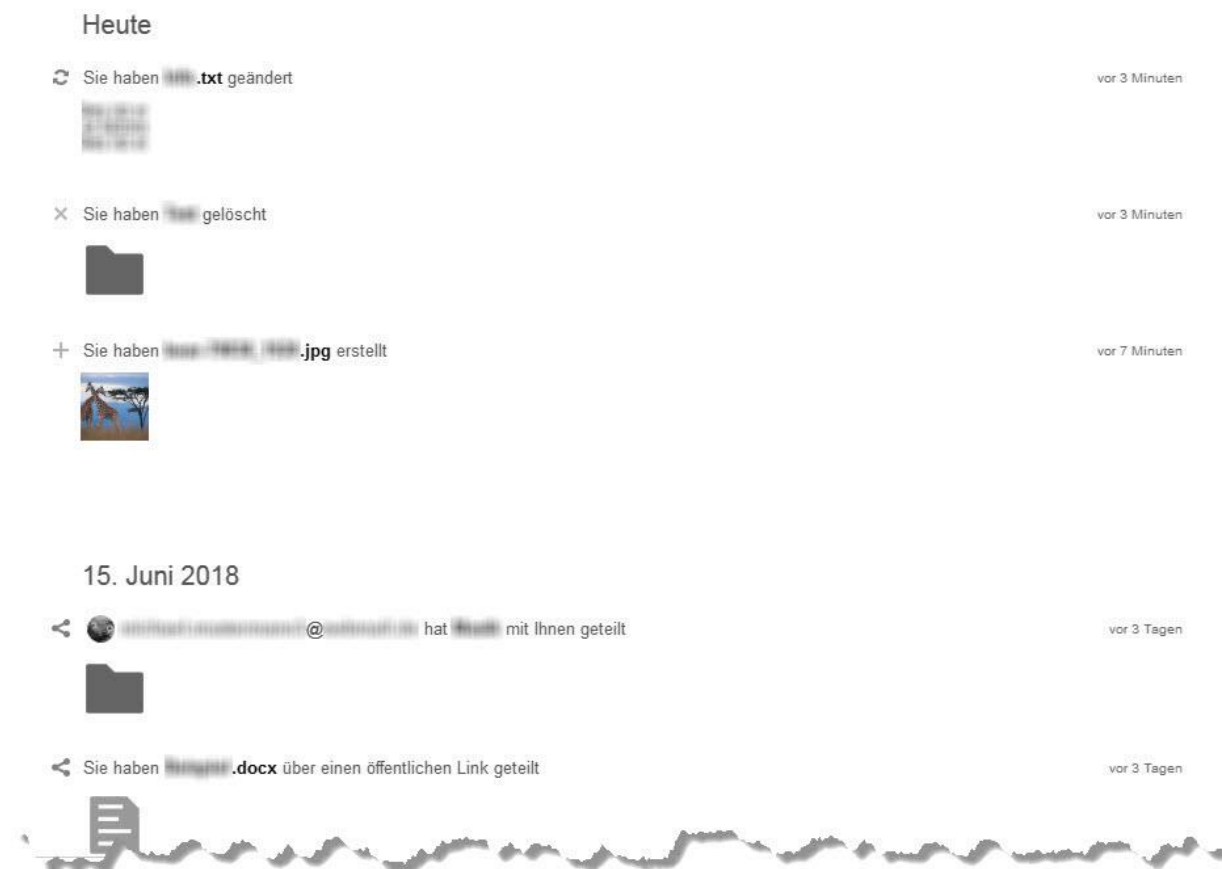 Heute
Sie haben .txt geändert
vor 3 Minuten
Sie haben gelöscht
vor 3 Minuten
Sie haben .jpg erstellt
vor 7 Minuten
15. Juni 2018
@ hat mit Ihnen geteilt
vor 3 Tagen
Sie haben .docx über einen öffentlichen Link geteilt
vor 3 Tagen